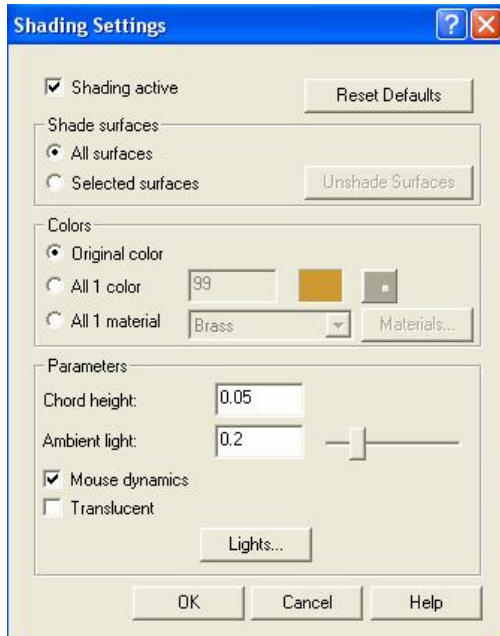 Shading Settings
?
Shading active
Reset Defaults
Shade surfaces
All surfaces
Selected surfaces
Unshade Surfaces
Colors
Original color
All 1 color
99
All 1 material
Brass
Materials...
Parameters
Chord height:
0.05
Ambient light:
0.2
Mouse dynamics
Translucent
Lights...
OK
Cancel
Help